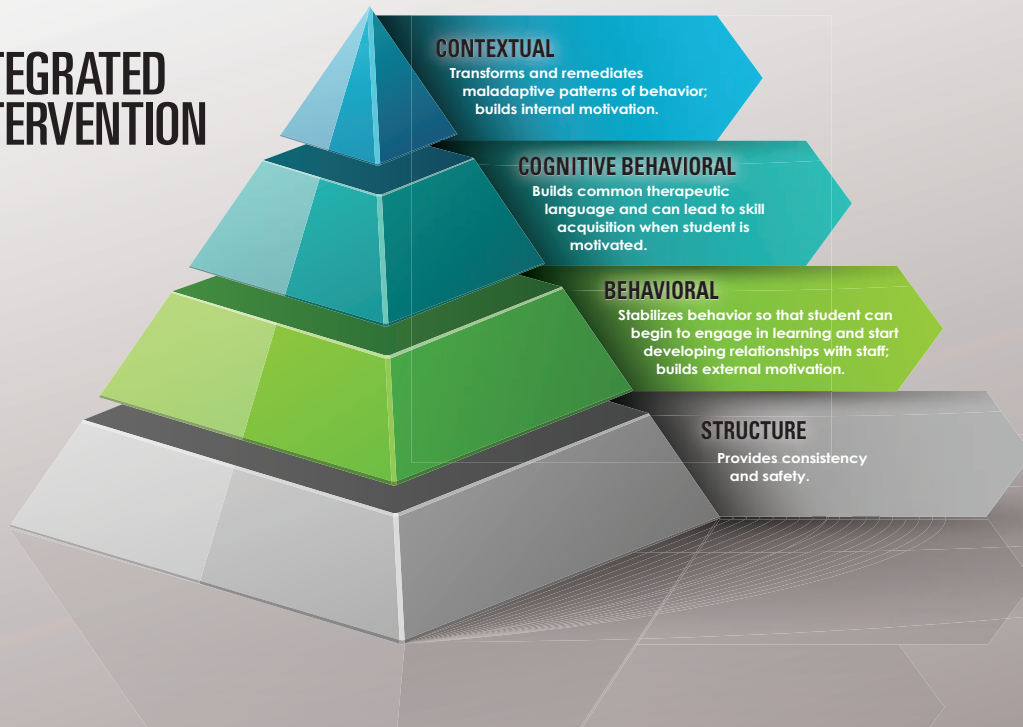 TEGRATED
TERVENTION
CONTEXTUAL
Transforms and remediates
maladaptive patterns of behavior;
builds internal motivation.
COGNITIVE BEHAVIORAL
Builds common therapeutic
language and can lead to skill
acquisition when student is
motivated.
BEHAVIORAL
Stabilizes behavior so that student can
begin to engage in learning and start
developing relationships with staff;
builds external motivation.
STRUCTURE
Provides consistency
and safety.